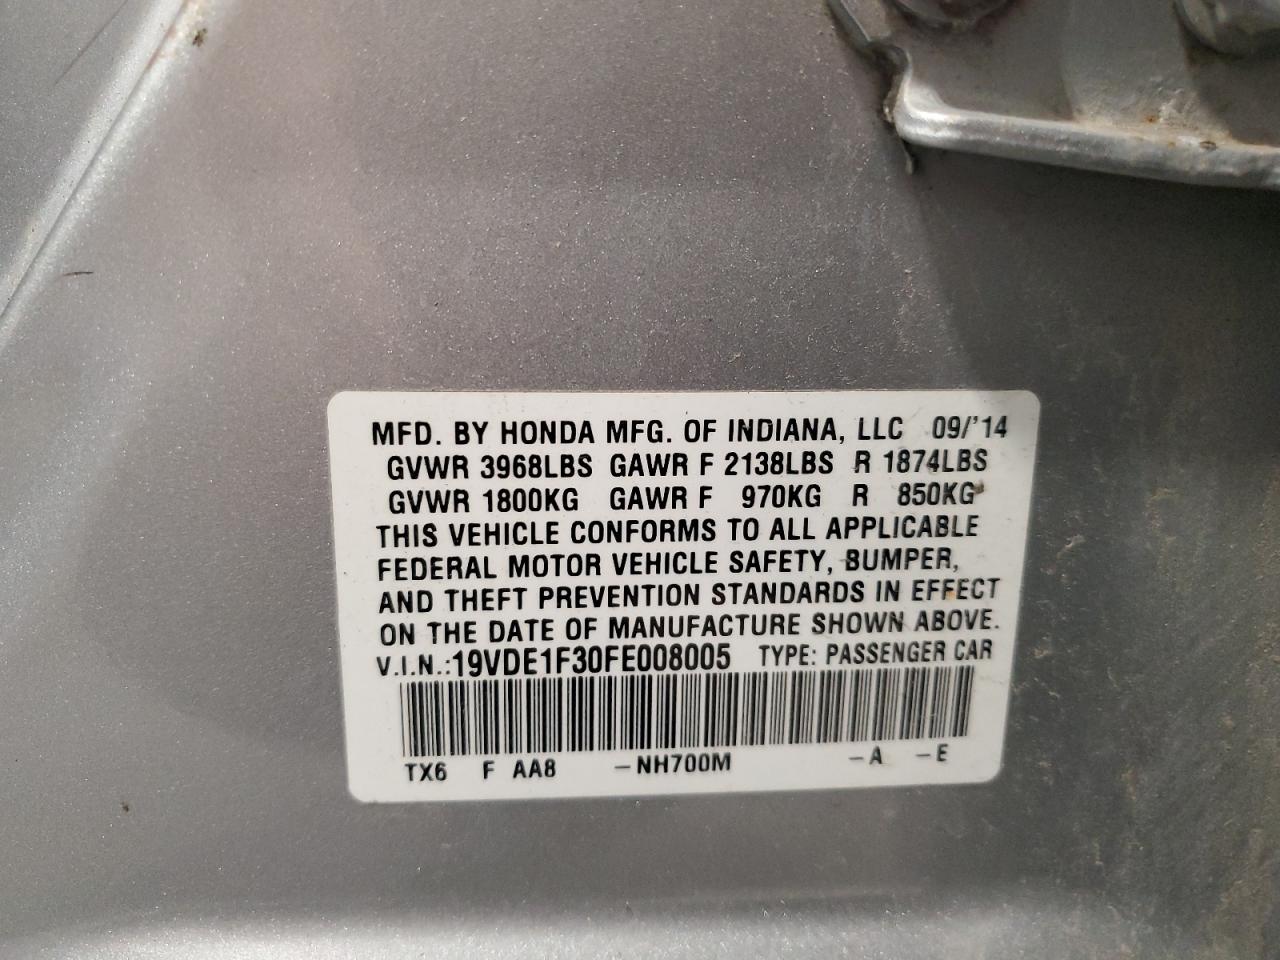 MFD. BY HONDA MFG. OF INDIANA, LLC 09/'14
GVWR 3968LBS GAWR F 2138LBS R 1874LBS
GVWR 1800KG GAWR F 970KG R 850KG
THIS VEHICLE CONFORMS TO ALL APPLICABLE
FEDERAL MOTOR VEHICLE SAFETY, BUMPER,
AND THEFT PREVENTION STANDARDS IN EFFECT
ON THE DATE OF MANUFACTURE SHOWN ABOVE.
V.I.N.:19VDE1F30FE008005 TYPE: PASSENGER CAR
TX6 F AA8 -NH700M -A -E